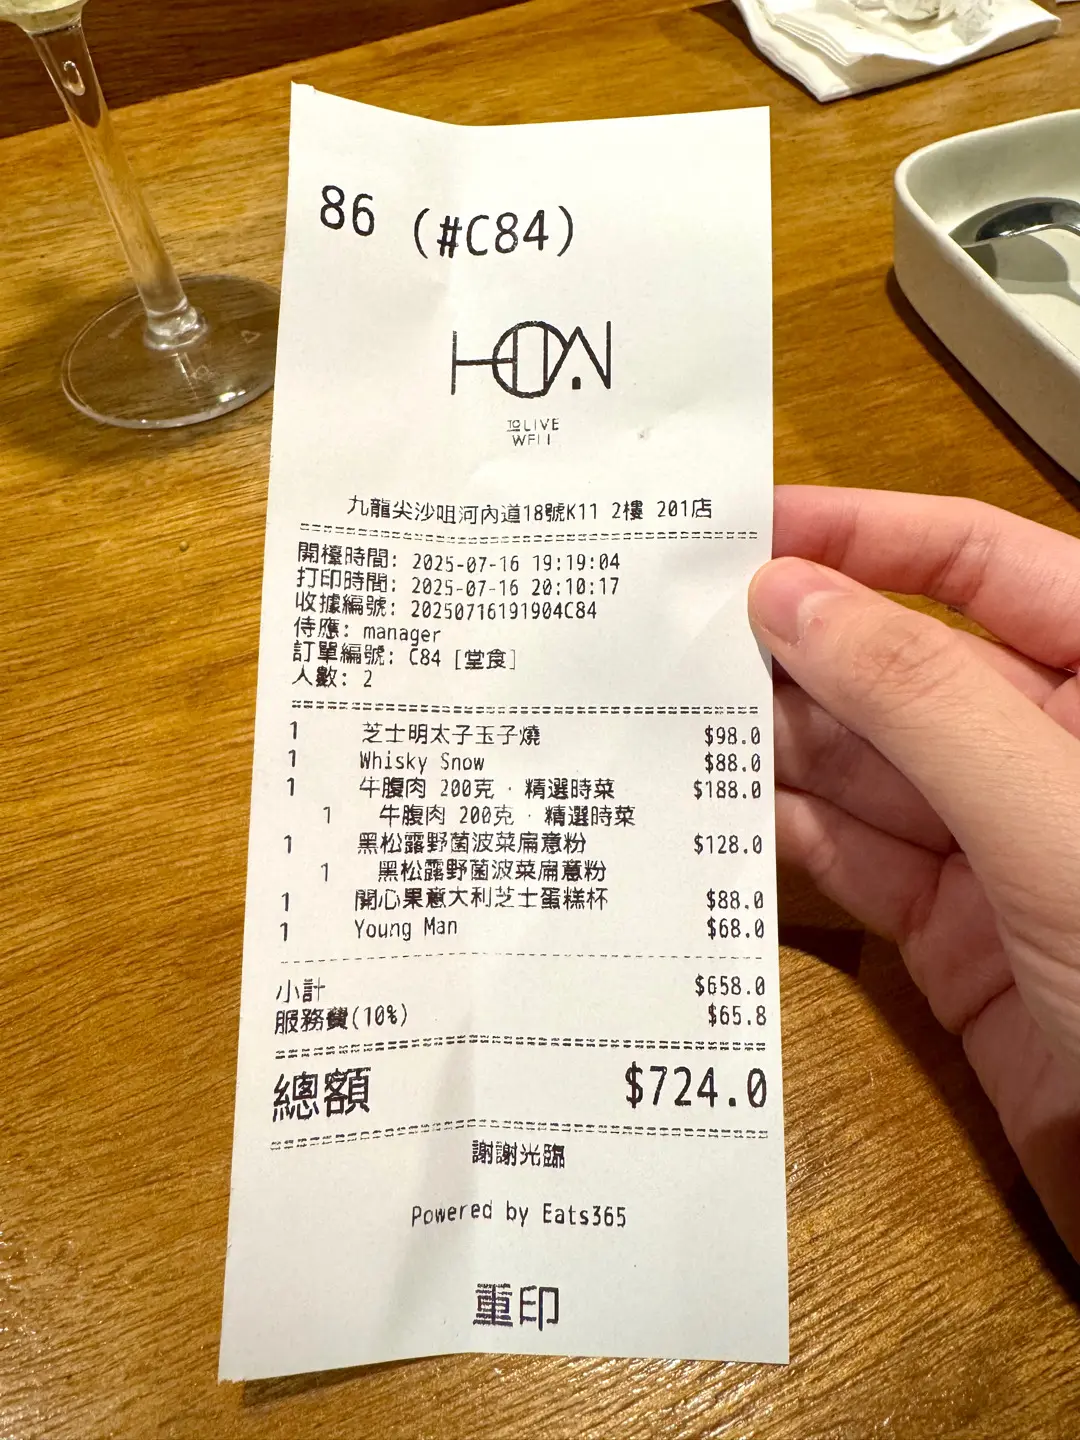 86 (#C84)
HOW
TO LIVE
WELL
九龍尖沙咀河內道18號K11 2樓 201店
開檯時間: 2025-07-16 19:19:04
打印時間: 2025-07-16 20:10:17
收據編號: 20250716191904C84
侍應: manager
訂單編號: C84 [堂食]
人數: 2
1 芝士明太子玉子燒 $98.0
1 Whisky Snow $88.0
1 牛腹肉 200克 · 精選時菜 $188.0
1 牛腹肉 200克 · 精選時菜
1 黑松露野菌波菜扁意粉 $128.0
1 黑松露野菌波菜扁意粉
1 開心果意大利芝士蛋糕杯 $88.0
1 Young Man $68.0
小計 $658.0
服務費(10%) $65.8
總額 $724.0
謝謝光臨
Powered by Eats365
重印